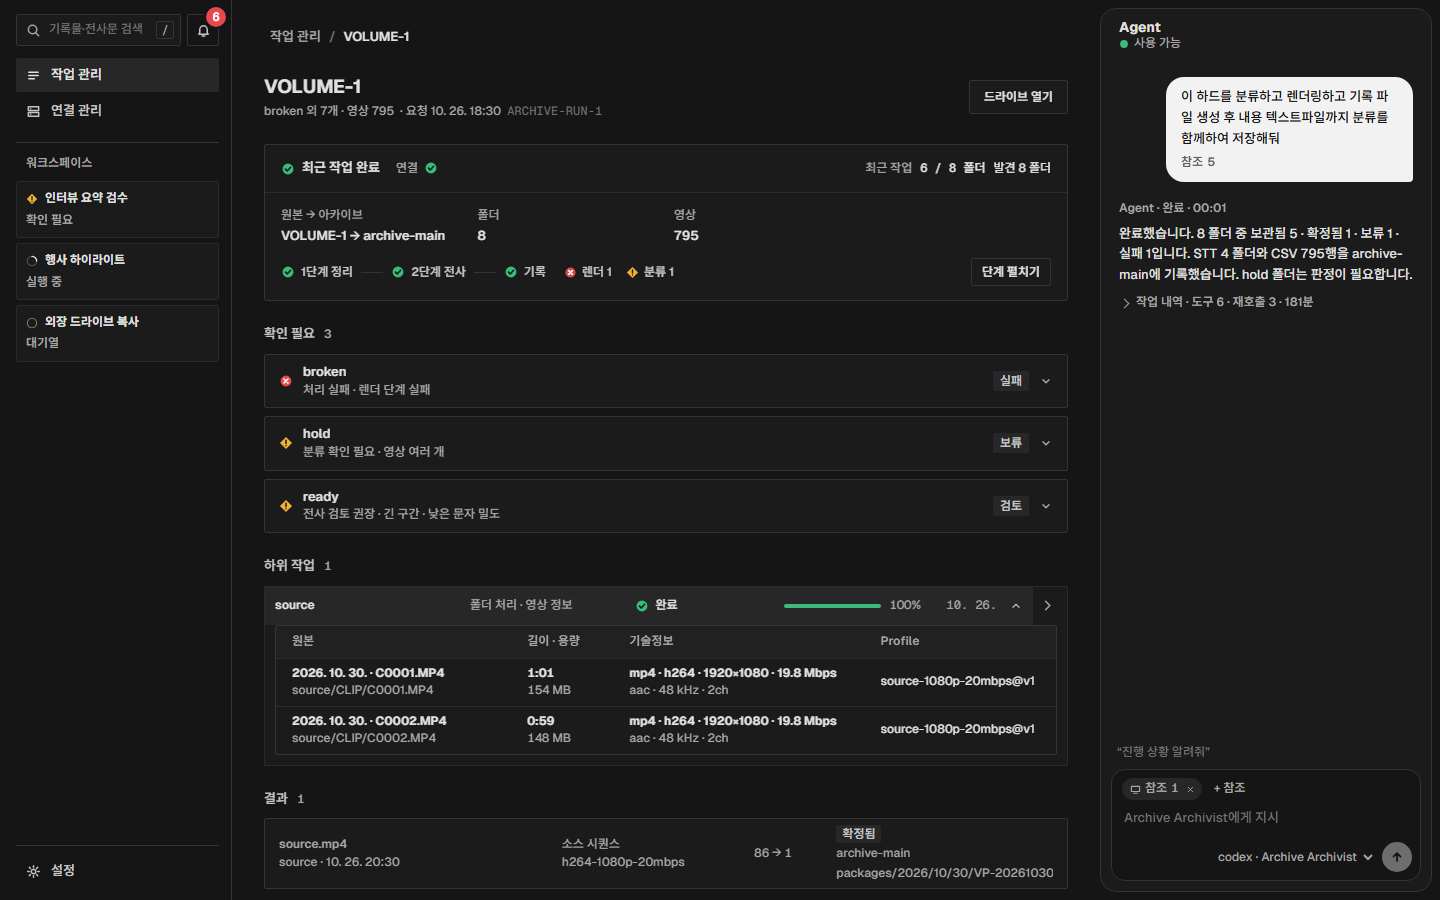 기록물·전사문 검색
/
6
작업 관리
연결 관리
워크스페이스
인터뷰 요약 검수
확인 필요
행사 하이라이트
실행 중
외장 드라이브 복사
대기열
설정
작업 관리 / VOLUME-1
VOLUME-1
broken 외 7개 · 영상 795 · 요청 10. 26. 18:30 ARCHIVE-RUN-1
드라이브 열기
최근 작업 완료 연결
최근 작업 6 / 8 폴더 발견 8 폴더
원본 → 아카이브 폴더 영상
VOLUME-1 → archive-main 8 795
1단계 정리 2단계 전사 기록 렌더 1 분류 1
단계 펼치기
확인 필요 3
broken
처리 실패 · 렌더 단계 실패
실패
hold
분류 확인 필요 · 영상 여러 개
보류
ready
전사 검토 권장 · 긴 구간 · 낮은 문자 밀도
검토
하위 작업 1
source 폴더 처리 · 영상 정보 완료 100% 10. 26.
원본 길이 · 용량 기술정보 Profile
2026. 10. 30. · C0001.MP4 1:01 mp4 · h264 · 1920×1080 · 19.8 Mbps
source-1080p-20mbps@v1
source/CLIP/C0001.MP4 154 MB aac · 48 kHz · 2ch
2026. 10. 30. · C0002.MP4 0:59 mp4 · h264 · 1920×1080 · 19.8 Mbps
source-1080p-20mbps@v1
source/CLIP/C0002.MP4 148 MB aac · 48 kHz · 2ch
결과 1
source.mp4
source · 10. 26. 20:30
소스 시퀀스
h264-1080p-20mbps
86 → 1
확정됨
archive-main
packages/2026/10/30/VP-20261030
Agent
사용 가능
이 하드를 분류하고 렌더링하고 기록 파
일 생성 후 내용 텍스트파일까지 분류를
함께하여 저장해둬
참조 5
Agent · 완료 · 00:01
완료했습니다. 8 폴더 중 보관됨 5 · 확정됨 1 · 보류 1 ·
실패 1입니다. STT 4 폴더와 CSV 795행을 archive-
main에 기록했습니다. hold 폴더는 판정이 필요합니다.
작업 내역 · 도구 6 · 재호출 3 · 181분
“진행 상황 알려줘”
참조 1 × + 참조
Archive Archivist에게 지시
codex · Archive Archivist